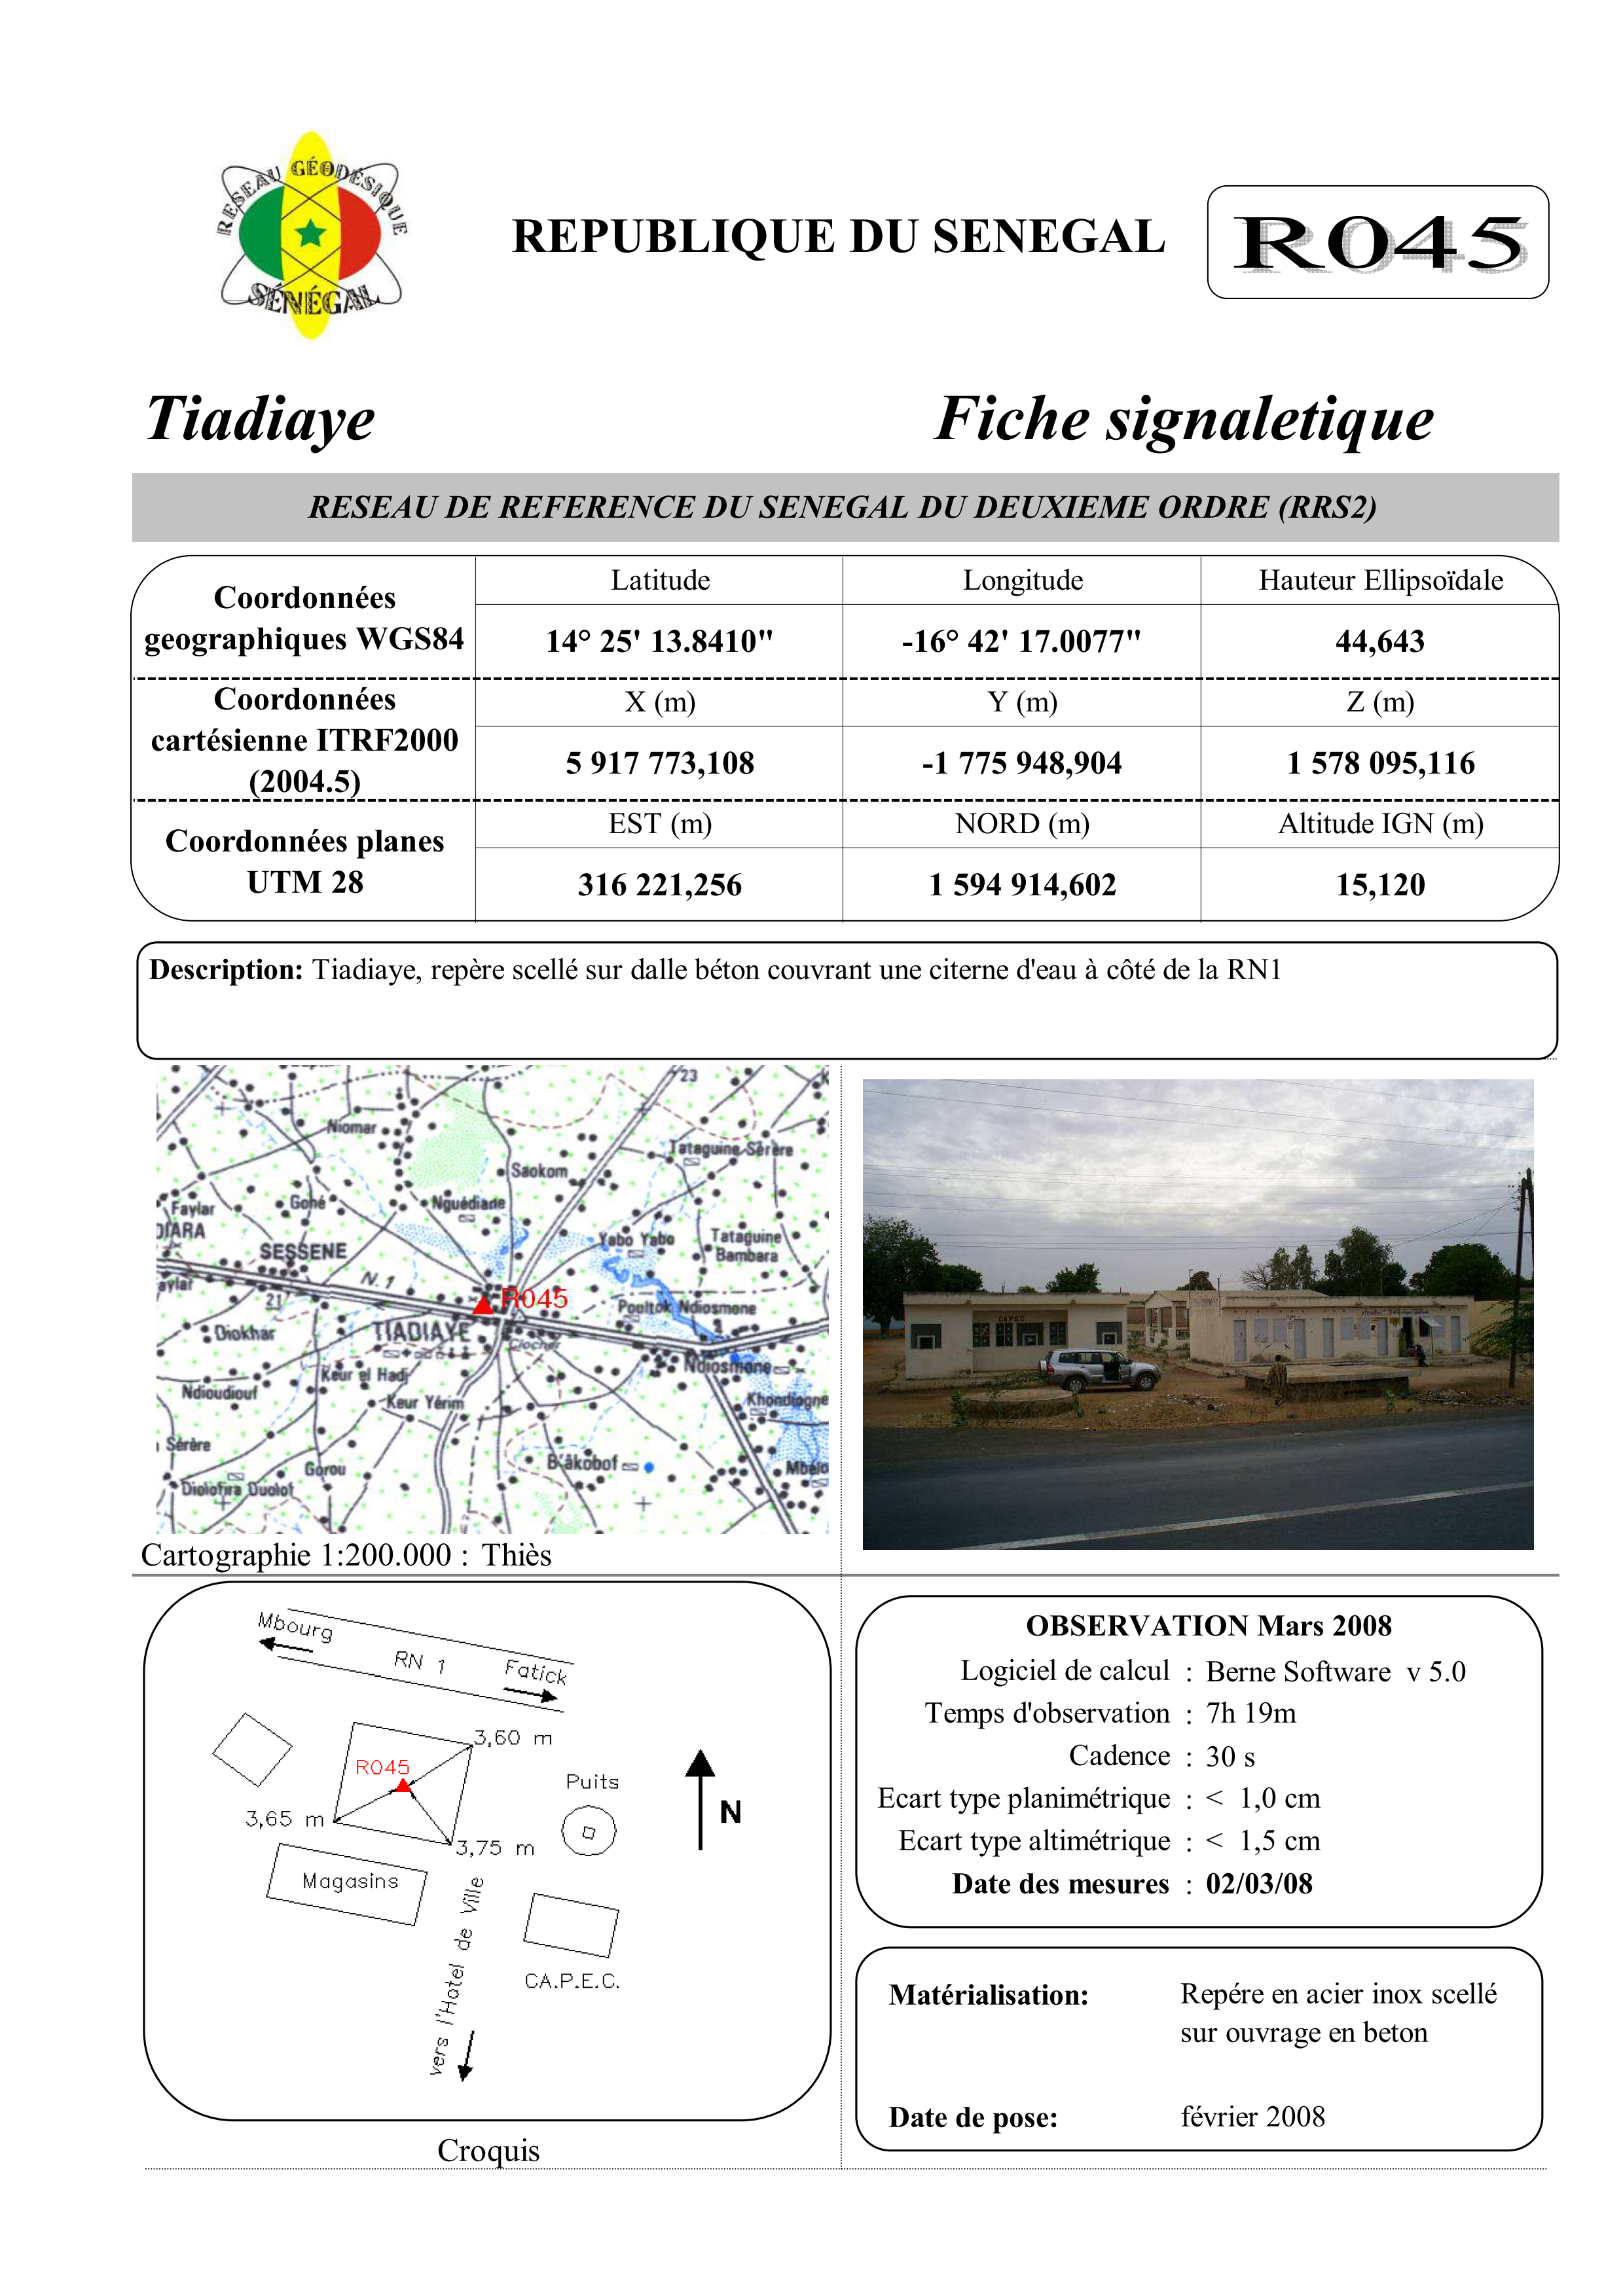 RESEAU GÉODÉSIQUE
SÉNÉGAL
REPUBLIQUE DU SENEGAL
R045
Tiadiaye
Fiche signaletique
RESEAU DE REFERENCE DU SENEGAL DU DEUXIEME ORDRE (RRS2)
Coordonnées
geographiques WGS84
Latitude
Longitude
Hauteur Ellipsoïdale
14° 25' 13.8410"
-16° 42' 17.0077"
44,643
Coordonnées
cartésienne ITRF2000
(2004.5)
X (m)
Y (m)
Z (m)
5 917 773,108
-1 775 948,904
1 578 095,116
Coordonnées planes
UTM 28
EST (m)
NORD (m)
Altitude IGN (m)
316 221,256
1 594 914,602
15,120
Description: Tiadiaye, repère scellé sur dalle béton couvrant une citerne d'eau à côté de la RN1
23
Niomar
Tataguine Sérère
Saokom
Gohé
Nguédiane
Faylar
DIARA
SESSENE
Yabo Yabo
Tataguine
Bambara
aylar
N.1
21
R045
Poultok Ndiosmone
Diokhar
TIADIAYE
Clocher
Keur el Hadj
Ndiosmone
Ndioudiouf
Keur Yérim
Khondiogne
Sérère
Gorou
B'âkobof
Mbélo
Diolofira Ouolof
Cartographie 1:200.000 : Thiès
C.A.P.E.C.
Mbourg
RN 1
Fatick
3,60 m
R045
Puits
3,65 m
N
3,75 m
Magasins
vers l'Hatel de Ville
CA.P.E.C.
Croquis
OBSERVATION Mars 2008
Logiciel de calcul : Berne Software v 5.0
Temps d'observation : 7h 19m
Cadence : 30 s
Ecart type planimétrique : < 1,0 cm
Ecart type altimétrique : < 1,5 cm
Date des mesures : 02/03/08
Matérialisation: Repére en acier inox scellé
sur ouvrage en beton
Date de pose: février 2008